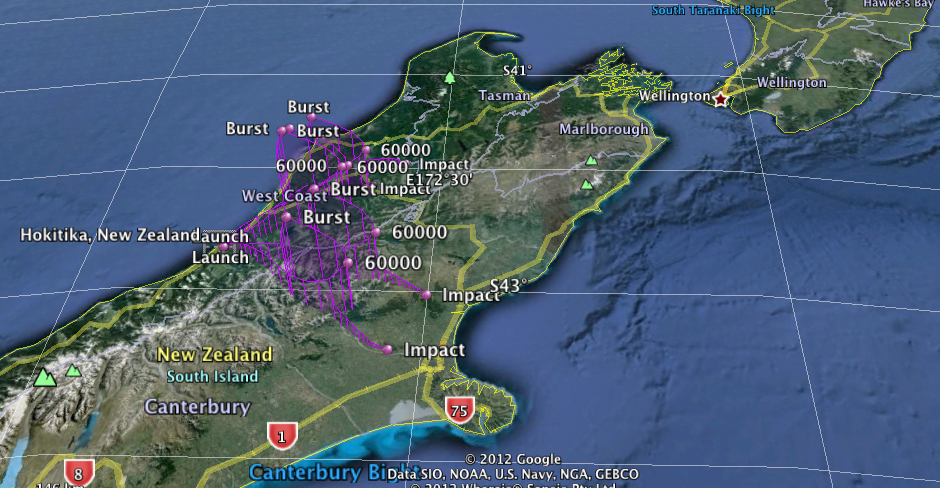 South Taranaki Bight
Hawke's Bay
S41°
Tasman
Wellington
Wellington
Burst
Burst
Burst
Marlborough
60000
60000
60000
Impact
E172°30'
West Coast
Burst
Impact
Burst
Hokitika, New Zealand
Launch
60000
Launch
60000
Impact
S43°
New Zealand
Impact
South Island
Canterbury
75
1
8
© 2012 Google
Canterbury Bight
Data SIO, NOAA, U.S. Navy, NGA, GEBCO